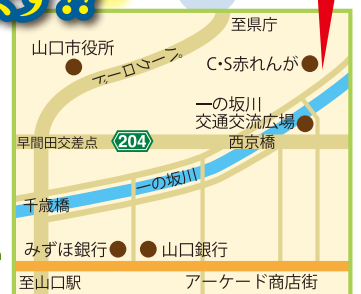 ます!!
至県庁
山口市役所
パークロード
C・S赤れんが
一の坂川
交通交流広場
早間田交差点
204
西京橋
一の坂川
千歳橋
みずほ銀行
山口銀行
至山口駅
アーケード商店街